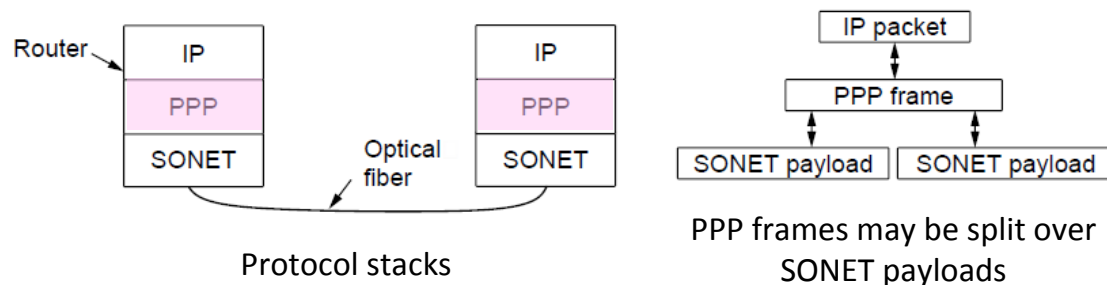 Router
IP
PPP
SONET
Optical
fiber
IP
PPP
SONET
Protocol stacks
IP packet
PPP frame
SONET payload
SONET payload
PPP frames may be split over
SONET payloads